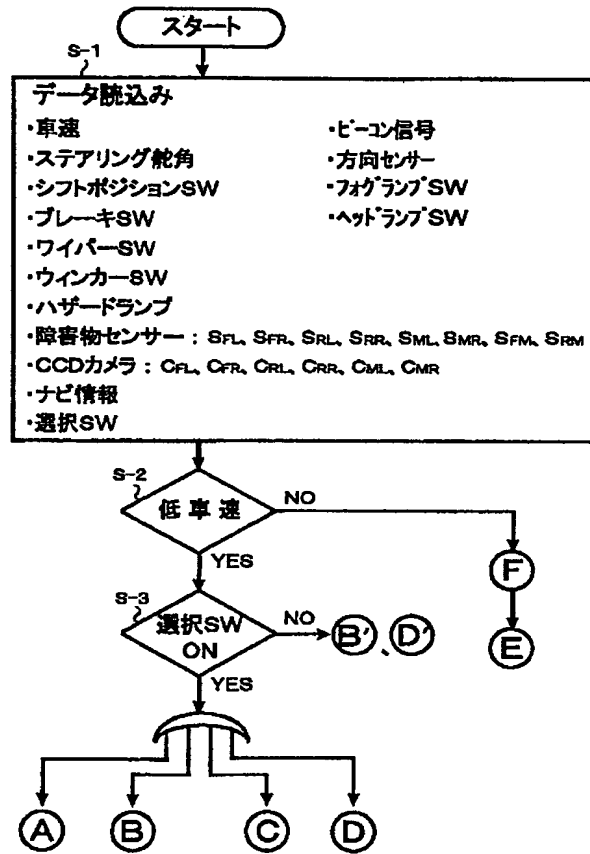 スタート
S-1
データ読込み
・車速
・ステアリング舵角
・シフトポジションSW
・ブレーキSW
・ワイパーSW
・ウィンカーSW
・ハザードランプ
・障害物センサー：SFL、SFR、SRL、SRR、SML、SMR、SFM、SRM
・CCDカメラ：CFL、CFR、CRL、CRR、CML、CMR
・ナビ情報
・選択SW
・ビーコン信号
・方向センサー
・フォグランプSW
・ヘッドランプSW
S-2
低車速
NO
YES
F
E
S-3
選択SW
ON
NO
B'、D'
YES
A
B
C
D